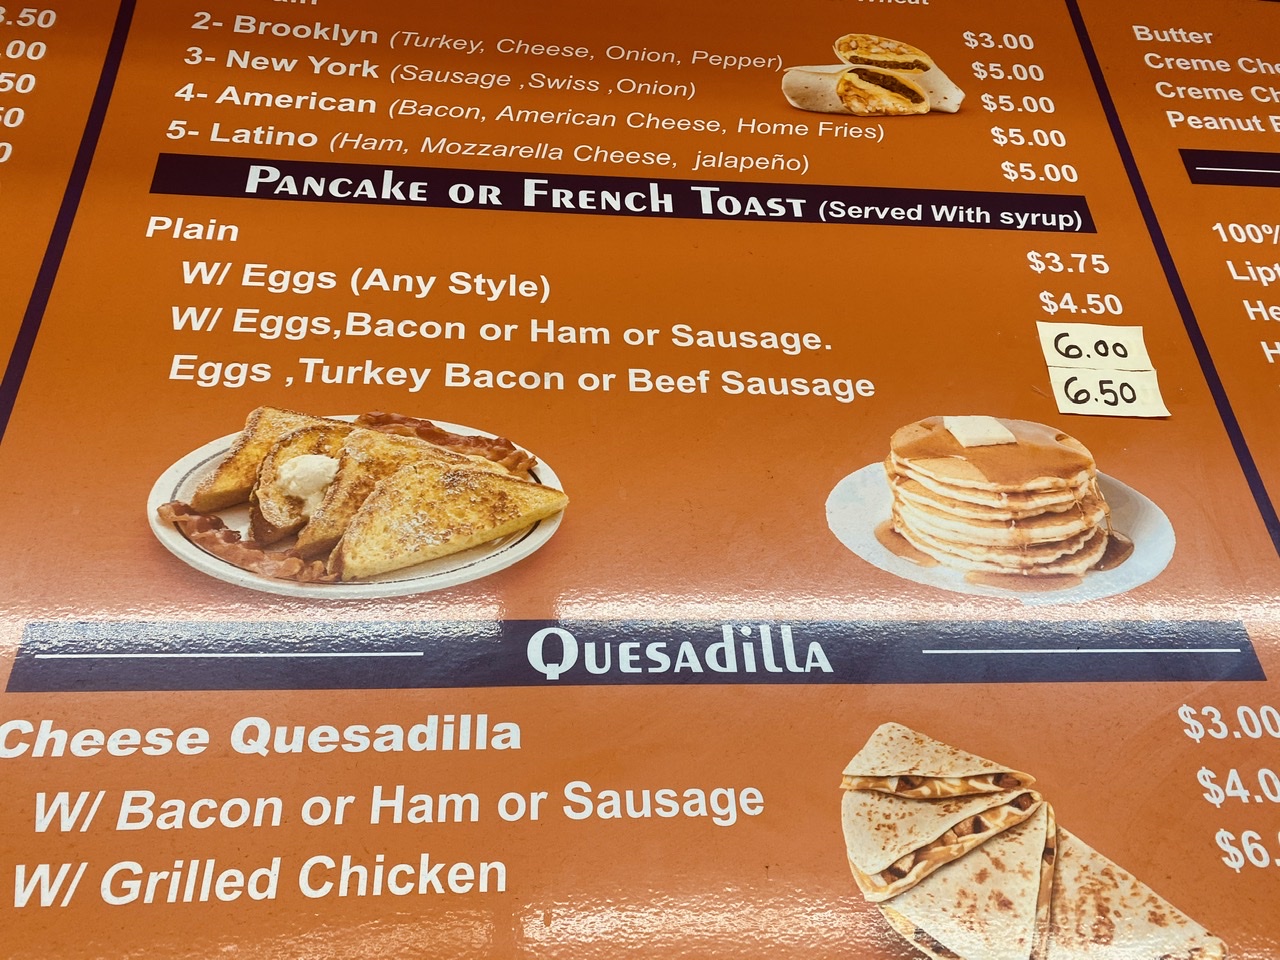 2- Brooklyn (Turkey, Cheese, Onion, Pepper) $3.00
3- New York (Sausage ,Swiss ,Onion) $5.00
4- American (Bacon, American Cheese, Home Fries) $5.00
5- Latino (Ham, Mozzarella Cheese, jalapeño) $5.00
$5.00
PANCAKE OR FRENCH TOAST (Served With syrup)
Plain $3.75
W/ Eggs (Any Style) $4.50
W/ Eggs,Bacon or Ham or Sausage. 6.00
Eggs ,Turkey Bacon or Beef Sausage 6.50
QUESADILLA
Cheese Quesadilla $3.00
W/ Bacon or Ham or Sausage $4.0
W/ Grilled Chicken $6.
Butter
Creme
Creme
Peanut
100%